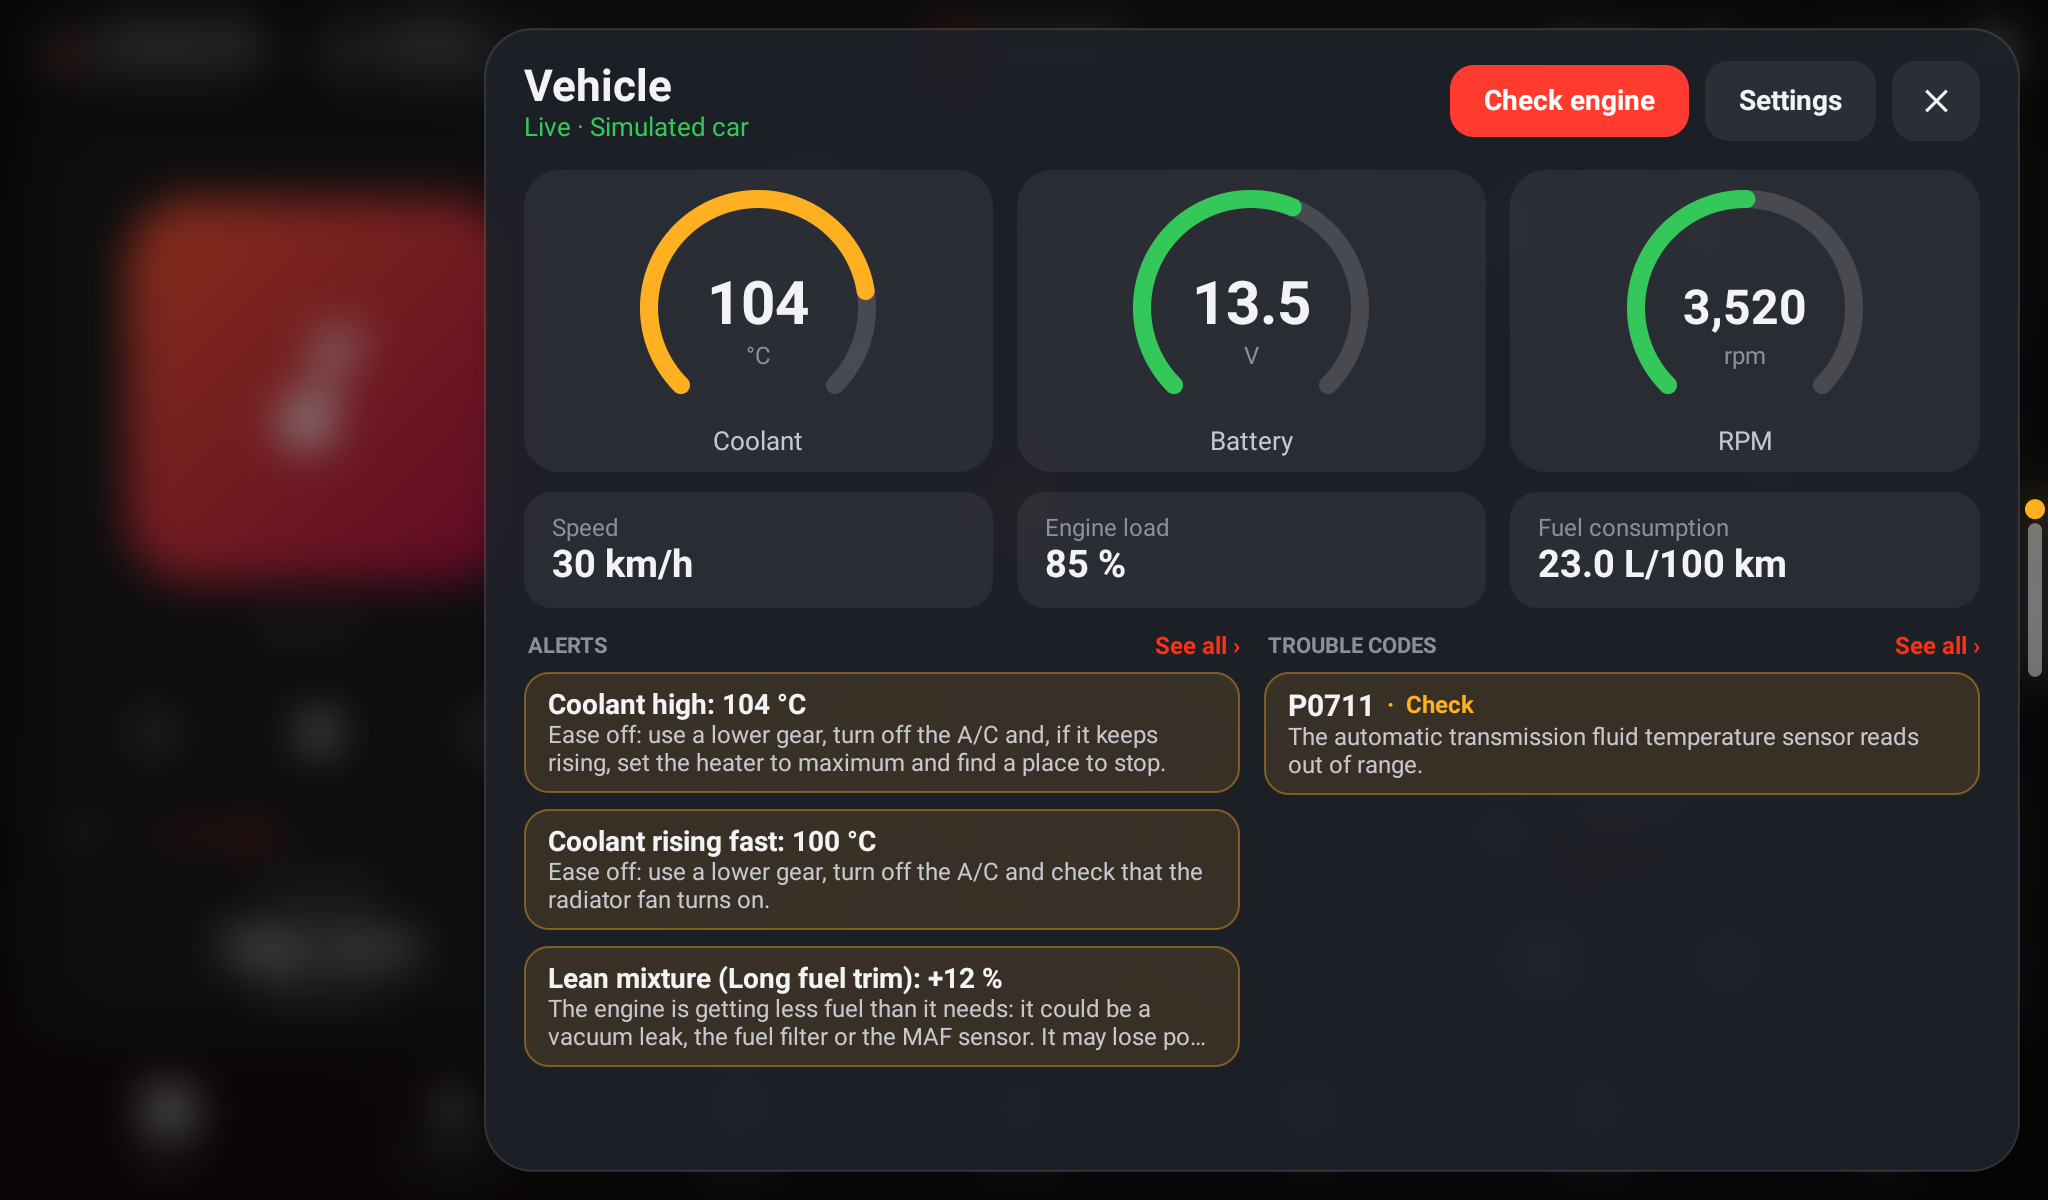 Vehicle
Live · Simulated car
Check engine
Settings
104
°C
Coolant
13.5
V
Battery
3,520
rpm
RPM
Speed
30 km/h
Engine load
85 %
Fuel consumption
23.0 L/100 km
ALERTS
See all ›
Coolant high: 104 °C
Ease off: use a lower gear, turn off the A/C and, if it keeps
rising, set the heater to maximum and find a place to stop.
Coolant rising fast: 100 °C
Ease off: use a lower gear, turn off the A/C and check that the
radiator fan turns on.
Lean mixture (Long fuel trim): +12 %
The engine is getting less fuel than it needs: it could be a
vacuum leak, the fuel filter or the MAF sensor. It may lose po...
TROUBLE CODES
See all ›
P0711 · Check
The automatic transmission fluid temperature sensor reads
out of range.